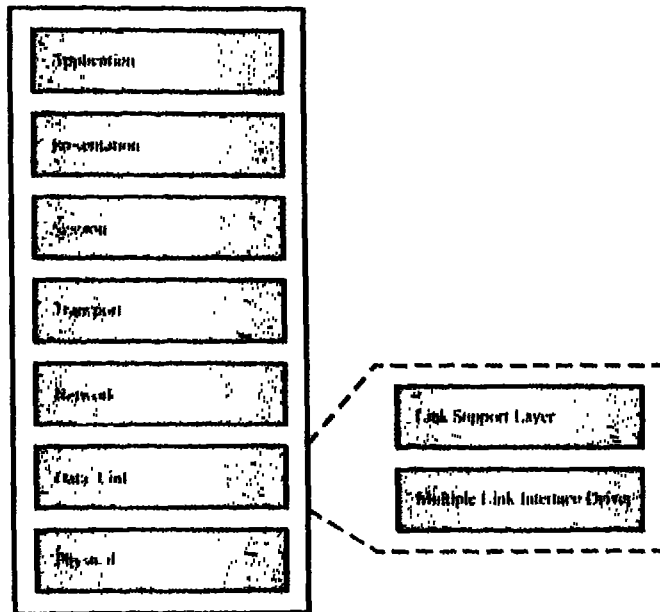 Application
Presentation
Session
Transport
Network
Data Link
Physical
Link Support Layer
Multiple Link Interface Driver